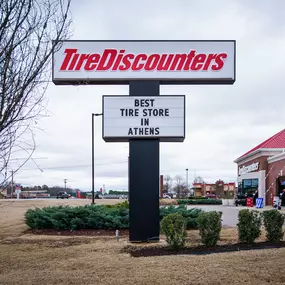 TireDiscounters
BEST
TIRE STORE
IN
ATHENS